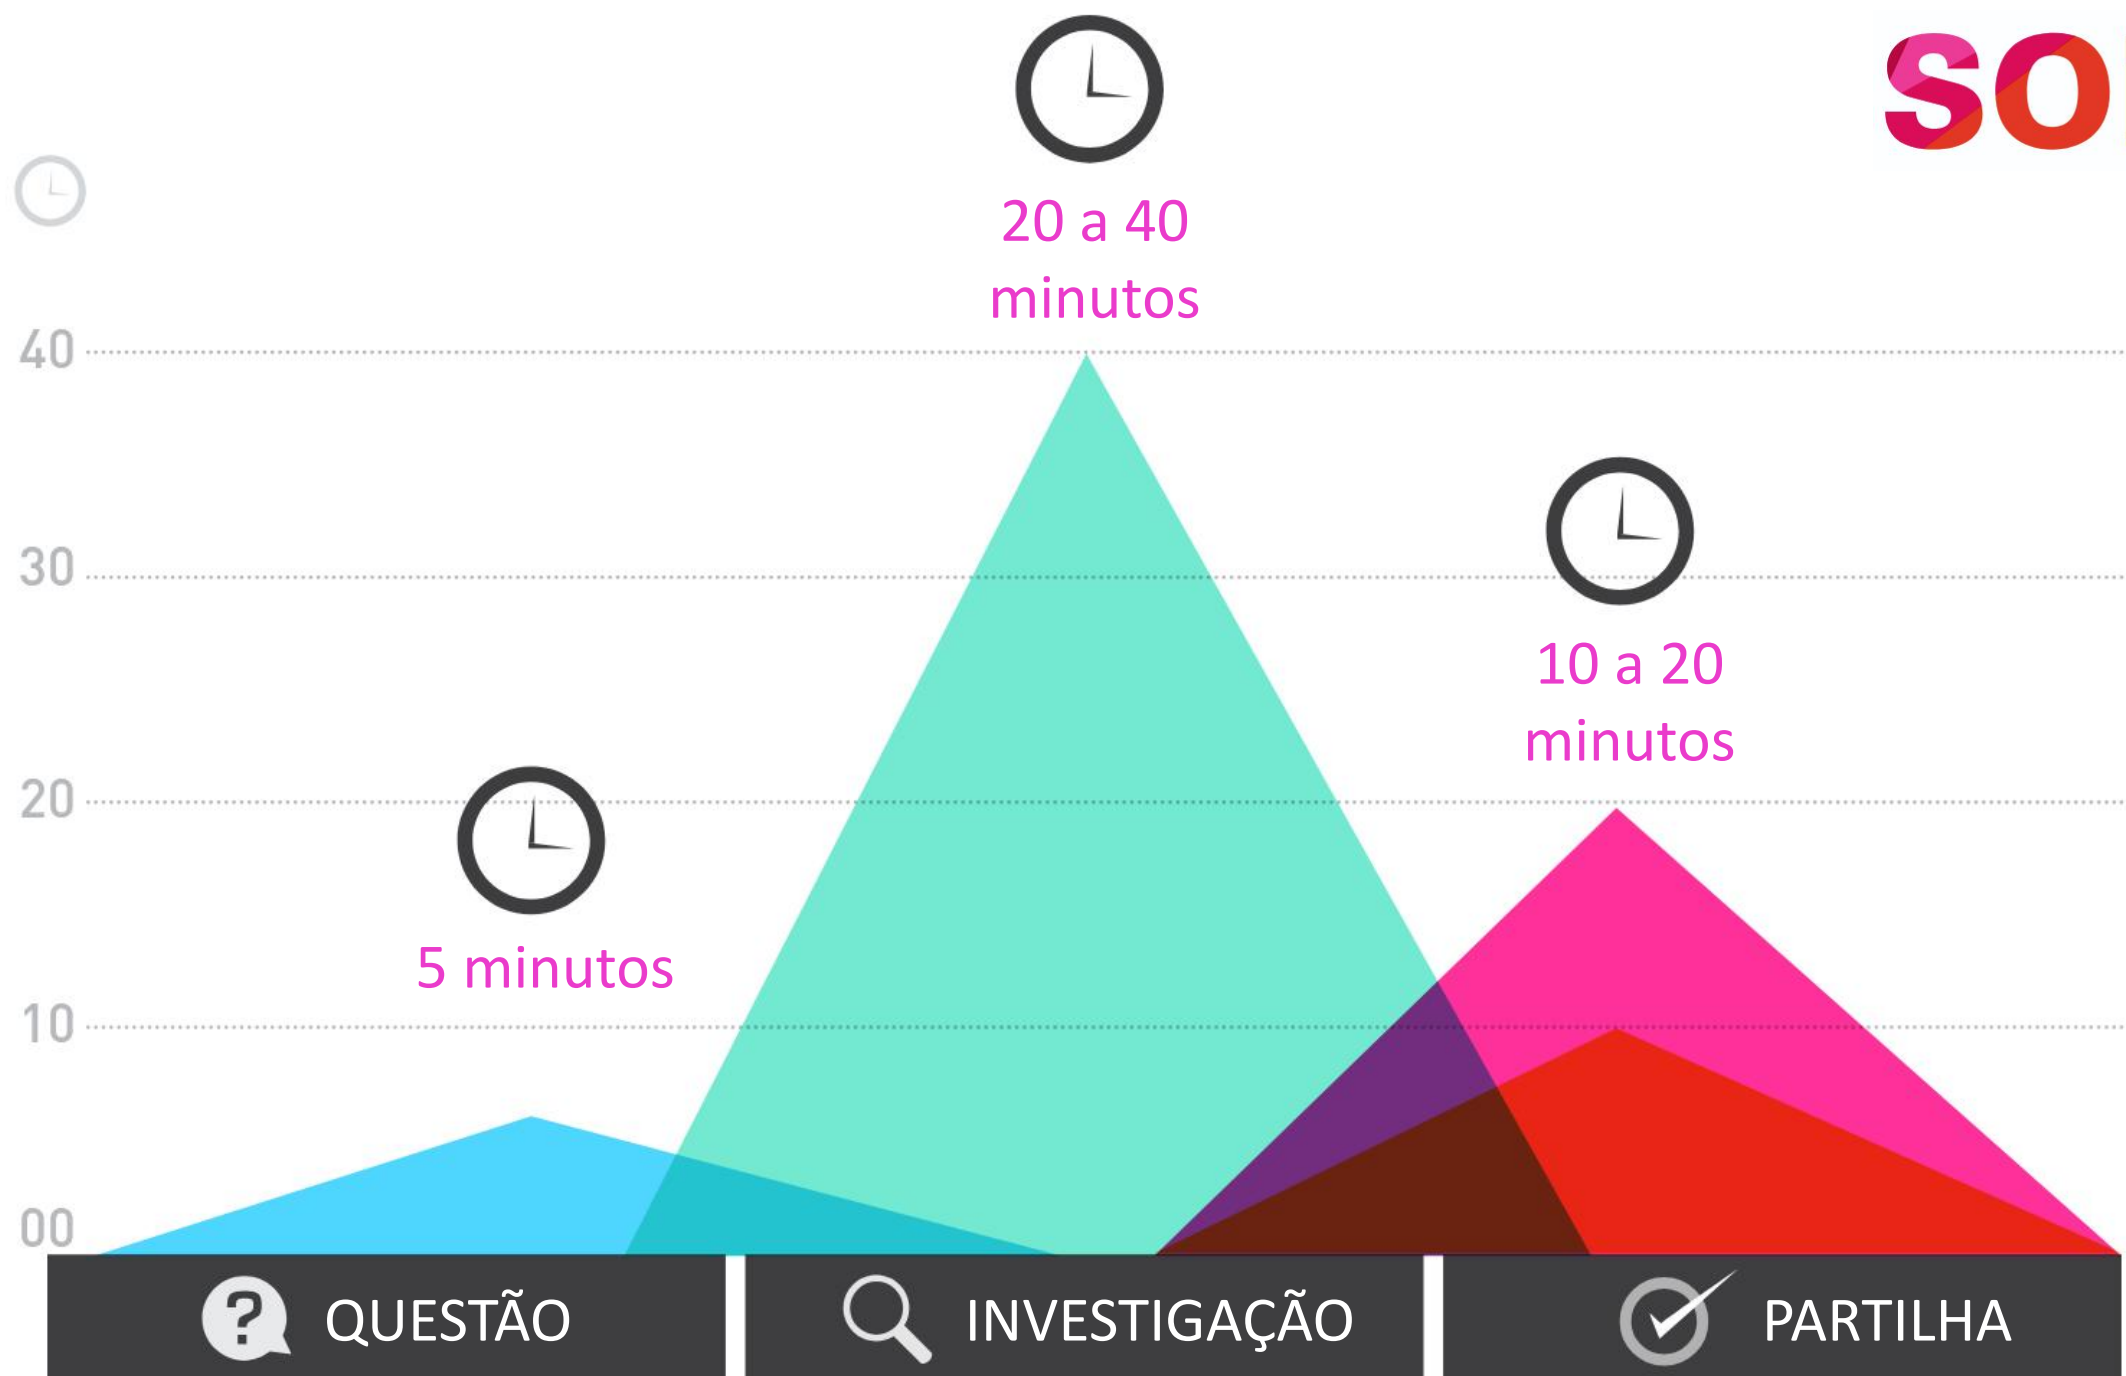 SO
20 a 40
minutos
40
30
10 a 20
minutos
20
5 minutos
10
00
? QUESTÃO
INVESTIGAÇÃO
PARTILHA